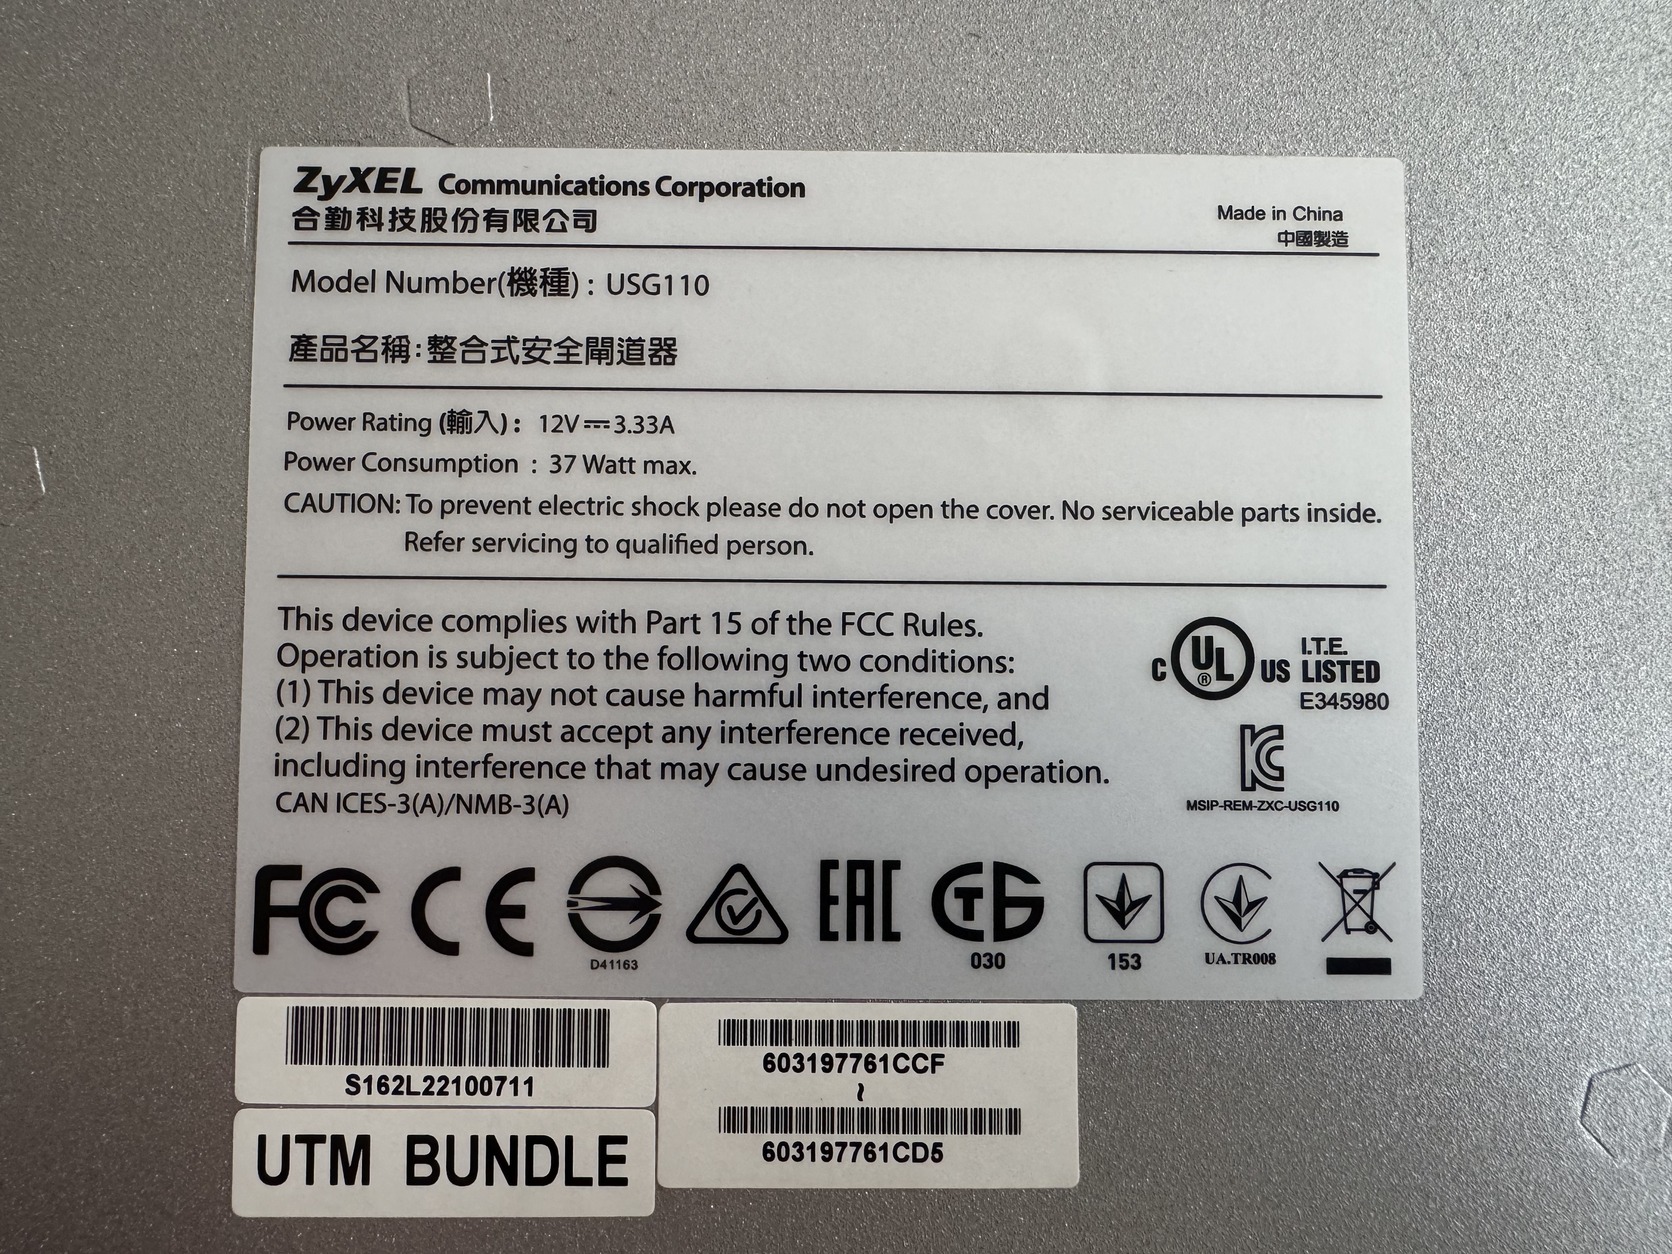 ZyXEL Communications Corporation
合勤科技股份有限公司
Made in China
中國製造
Model Number(機種) : USG110
產品名稱:整合式安全閘道器
Power Rating (輸入) : 12V⎓3.33A
Power Consumption : 37 Watt max.
CAUTION: To prevent electric shock please do not open the cover. No serviceable parts inside.
Refer servicing to qualified person.
This device complies with Part 15 of the FCC Rules.
Operation is subject to the following two conditions:
(1) This device may not cause harmful interference, and
(2) This device must accept any interference received,
including interference that may cause undesired operation.
CAN ICES-3(A)/NMB-3(A)
C UL® US I.T.E. LISTED
E345980
KC
MSIP-REM-ZXC-USG110
FC CE EAC
D41163
030
153
UA.TR008
S162L22100711
UTM BUNDLE
603197761CCF
~
603197761CD5